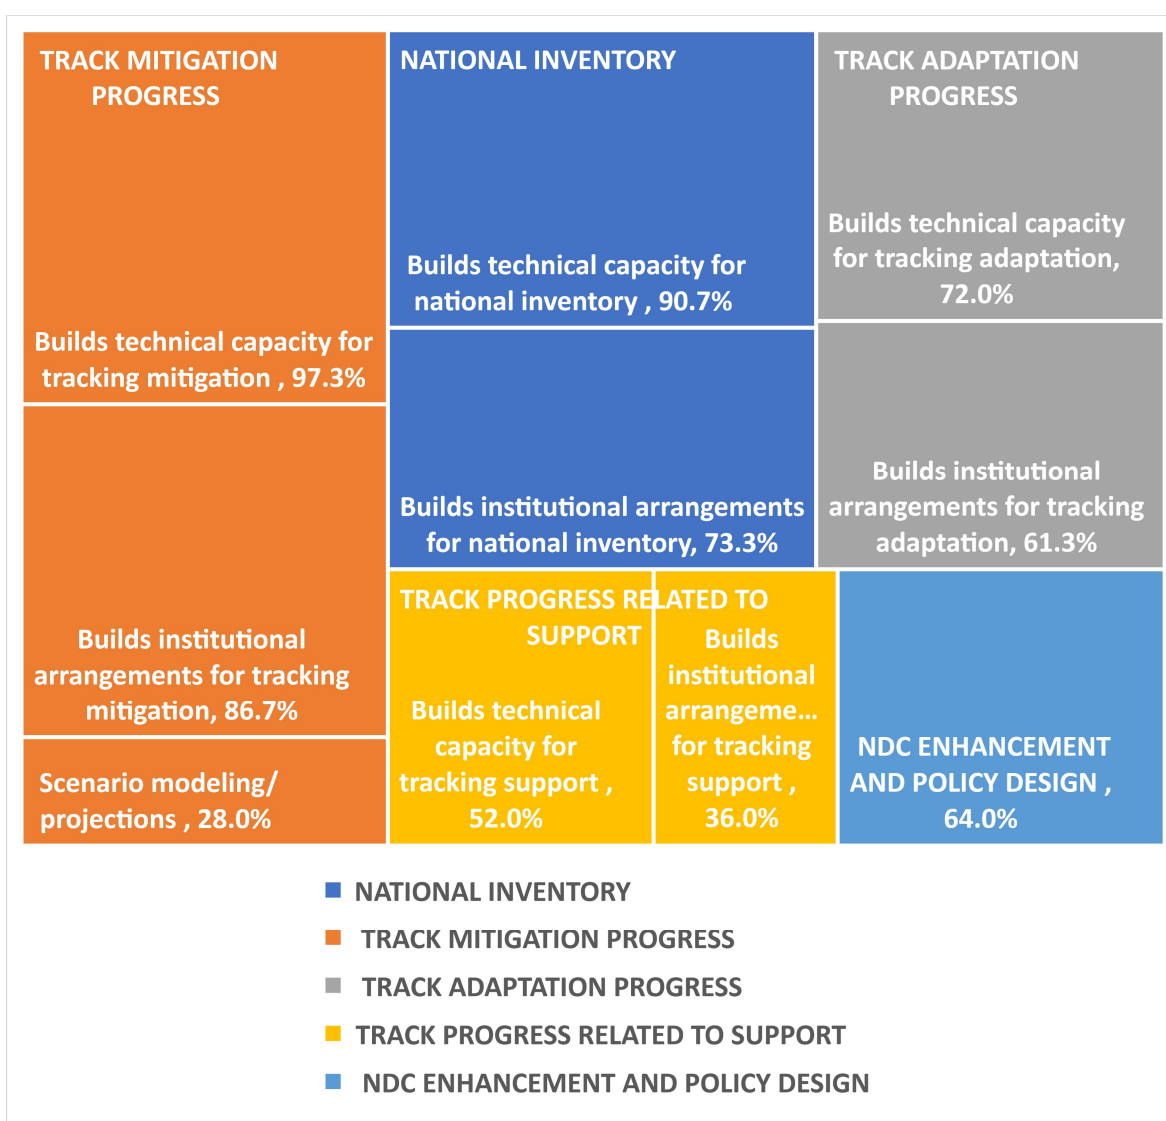 TRACK MITIGATION
PROGRESS
Builds technical capacity for
tracking mitigation , 97.3%
Builds institutional
arrangements for tracking
mitigation, 86.7%
Scenario modeling/
projections , 28.0%
NATIONAL INVENTORY
Builds technical capacity for
national inventory , 90.7%
Builds institutional arrangements
for national inventory, 73.3%
TRACK ADAPTATION
PROGRESS
Builds technical capacity
for tracking adaptation,
72.0%
Builds institutional
arrangements for tracking
adaptation, 61.3%
TRACK PROGRESS RELATED TO
SUPPORT
Builds technical
capacity for
tracking support ,
52.0%
Builds
institutional
arrangeme...
for tracking
support ,
36.0%
NDC ENHANCEMENT
AND POLICY DESIGN ,
64.0%
NATIONAL INVENTORY
TRACK MITIGATION PROGRESS
TRACK ADAPTATION PROGRESS
TRACK PROGRESS RELATED TO SUPPORT
NDC ENHANCEMENT AND POLICY DESIGN